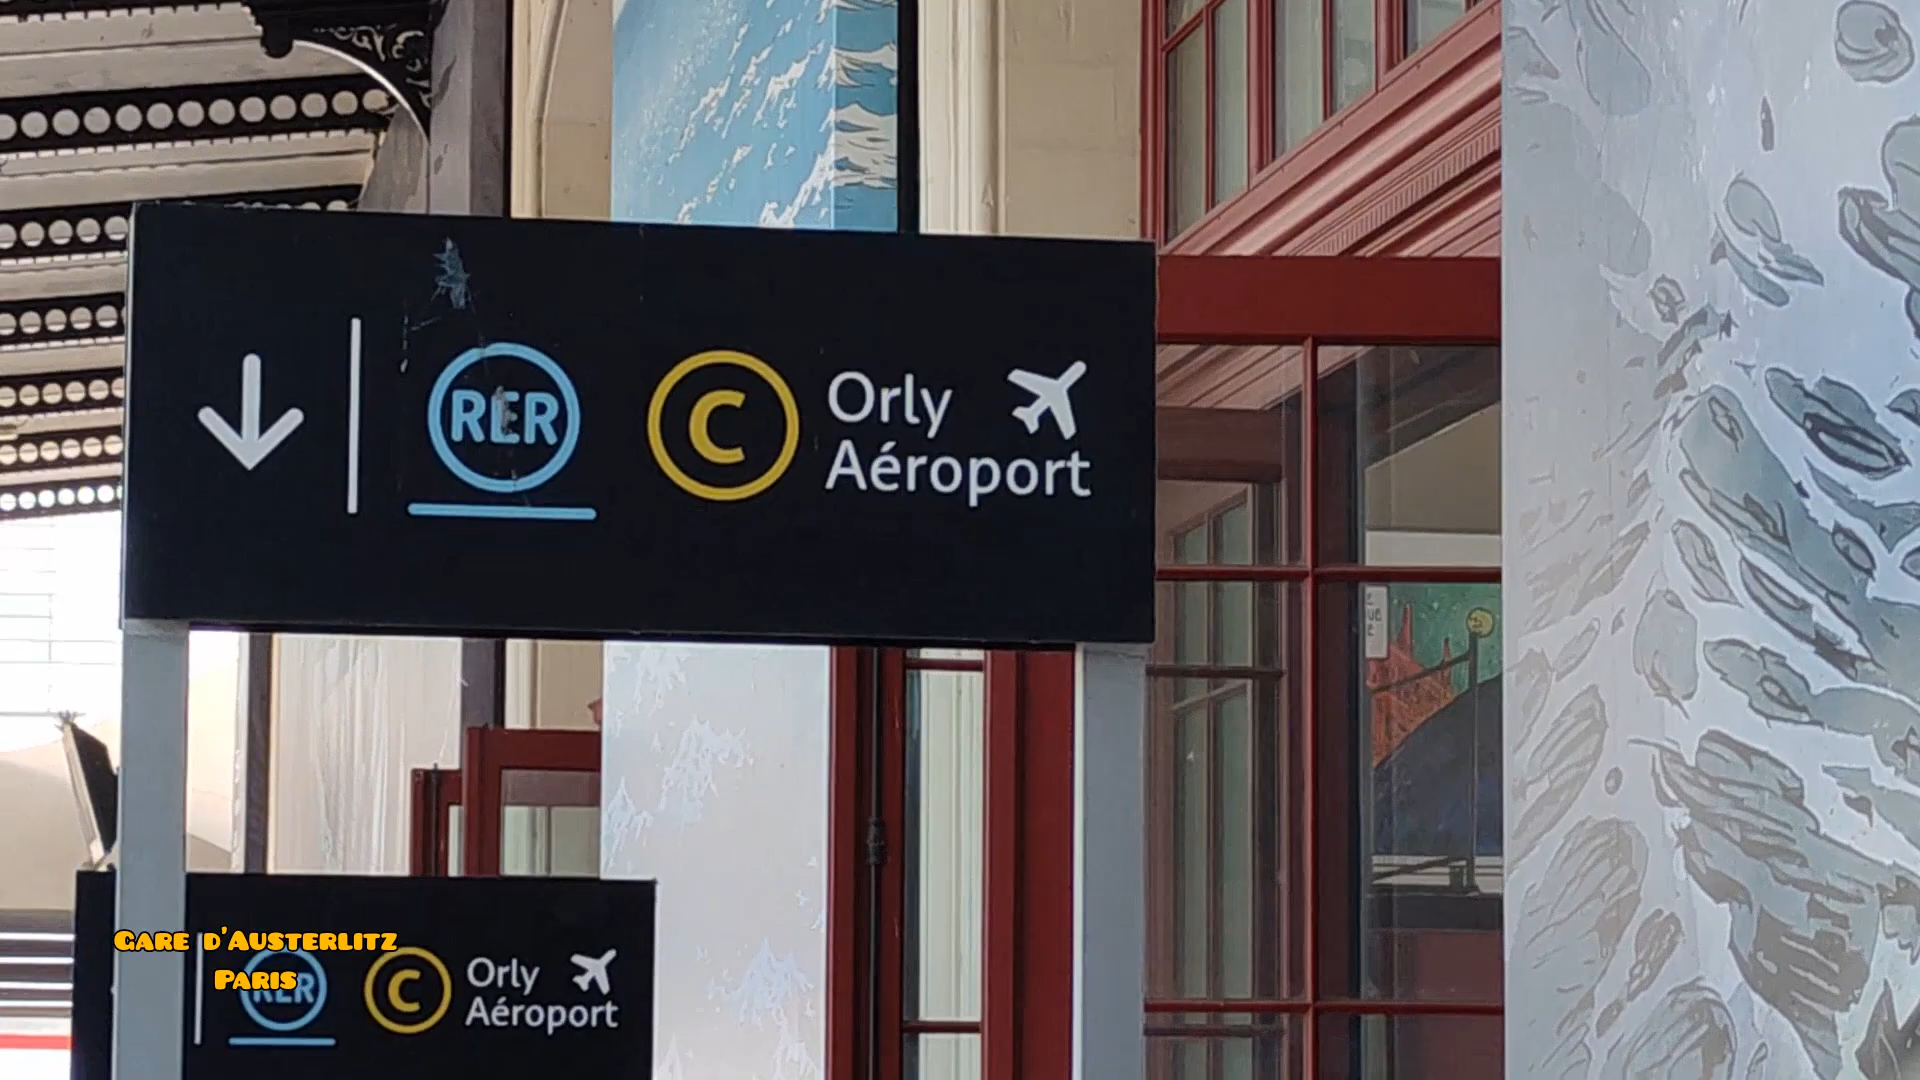 RER C Orly
Aéroport
Gare d'Austerlitz
Paris
RER C Orly
Aéroport